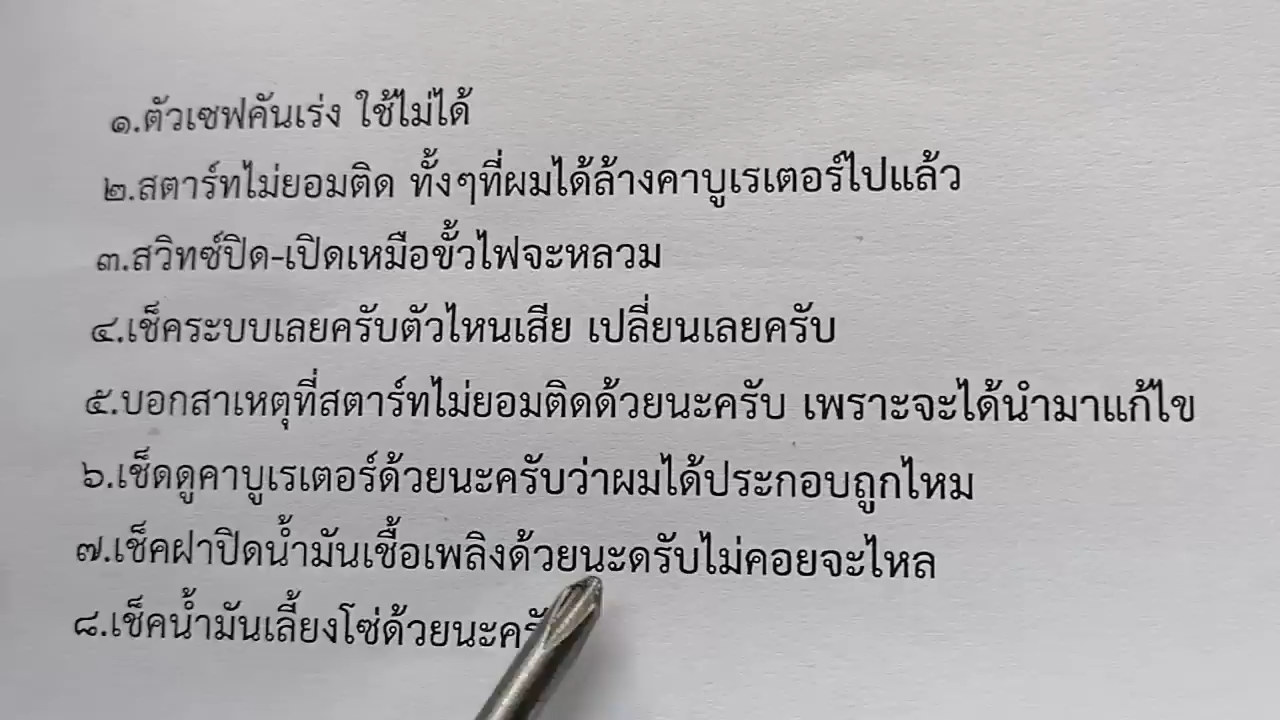 ๑.ตัวเซฟคันเร่ง ใช้ไม่ได้
๒.สตาร์ทไม่ยอมติด ทั้งๆที่ผมได้ล้างคาบูเรเตอร์ไปแล้ว
๓.สวิทซ์ปิด-เปิดเหมือขั้วไฟจะหลวม
๔.เช็คระบบเลยครับตัวไหนเสีย เปลี่ยนเลยครับ
๕.บอกสาเหตุที่สตาร์ทไม่ยอมติดด้วยนะครับ เพราะจะได้นำมาแก้ไข
๖.เช็ดดูคาบูเรเตอร์ด้วยนะครับว่าผมได้ประกอบถูกไหม
๗.เช็คฝาปิดน้ำมันเชื้อเพลิงด้วยนะดรับไม่คอยจะไหล
๘.เช็คน้ำมันเลี้ยงโซ่ด้วยนะ